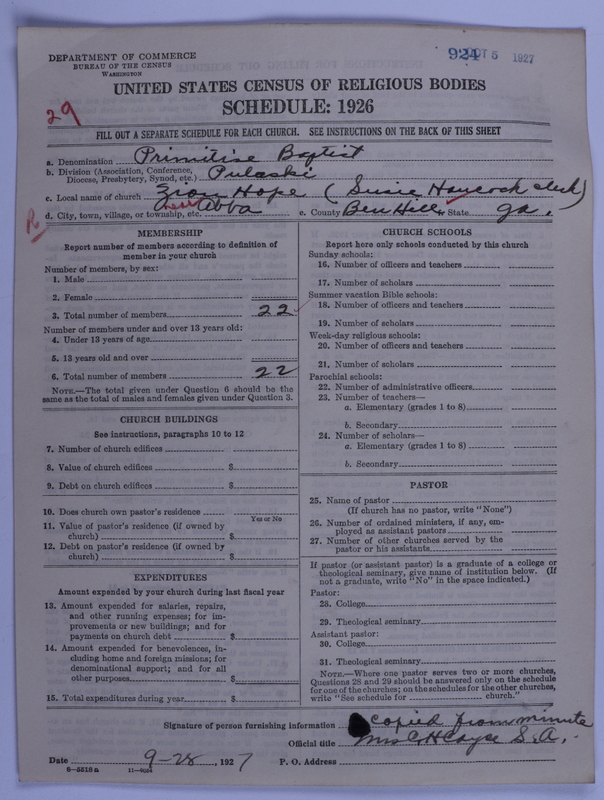 DEPARTMENT OF COMMERCE
BUREAU OF THE CENSUS
WASHINGTON
924 OCT 5 1927
UNITED STATES CENSUS OF RELIGIOUS BODIES
SCHEDULE: 1926
29
FILL OUT A SEPARATE SCHEDULE FOR EACH CHURCH. SEE INSTRUCTIONS ON THE BACK OF THIS SHEET
a. Denomination Primitive Baptist
b. Division (Association, Conference, Diocese, Presbytery, Synod, etc.) Pulaski
c. Local name of church Zion Hope (Susie Hancock clerk)
d. City, town, village, or township, etc. near Abba e. County Ben Hill State Ga.
R
MEMBERSHIP
Report number of members according to definition of
member in your church
Number of members, by sex:
1. Male
2. Female
3. Total number of members 22
Number of members under and over 13 years old:
4. Under 13 years of age
5. 13 years old and over
6. Total number of members 22
NOTE.—The total given under Question 6 should be the
same as the total of males and females given under Question 3.
CHURCH BUILDINGS
See instructions, paragraphs 10 to 12
7. Number of church edifices
8. Value of church edifices $
9. Debt on church edifices $
10. Does church own pastor's residence
Yes or No
11. Value of pastor's residence (if owned by
church) $
12. Debt on pastor's residence (if owned by
church) $
EXPENDITURES
Amount expended by your church during last fiscal year
13. Amount expended for salaries, repairs,
and other running expenses; for im-
provements or new buildings; and for
payments on church debt $
14. Amount expended for benevolences, in-
cluding home and foreign missions; for
denominational support; and for all
other purposes $
15. Total expenditures during year $
CHURCH SCHOOLS
Report here only schools conducted by this church
Sunday schools:
16. Number of officers and teachers
17. Number of scholars
Summer vacation Bible schools:
18. Number of officers and teachers
19. Number of scholars
Week-day religious schools:
20. Number of officers and teachers
21. Number of scholars
Parochial schools:
22. Number of administrative officers
23. Number of teachers—
a. Elementary (grades 1 to 8)
b. Secondary
24. Number of scholars—
a. Elementary (grades 1 to 8)
b. Secondary
PASTOR
25. Name of pastor
(If church has no pastor, write "None")
26. Number of ordained ministers, if any, em-
ployed as assistant pastors
27. Number of other churches served by the
pastor or his assistants
If pastor (or assistant pastor) is a graduate of a college or
theological seminary, give name of institution below. (If
not a graduate, write "No" in the space indicated.)
Pastor:
28. College
29. Theological seminary
Assistant pastor:
30. College
31. Theological seminary
NOTE.—Where one pastor serves two or more churches,
Questions 28 and 29 should be answered only on the schedule
for one of the churches; on the schedules for the other churches,
write "See schedule for church."
Signature of person furnishing information copied from minute
Official title Mrs C. H. Cayce S. A.
Date 9-28, 1927 P. O. Address
8-5518a 11-9054